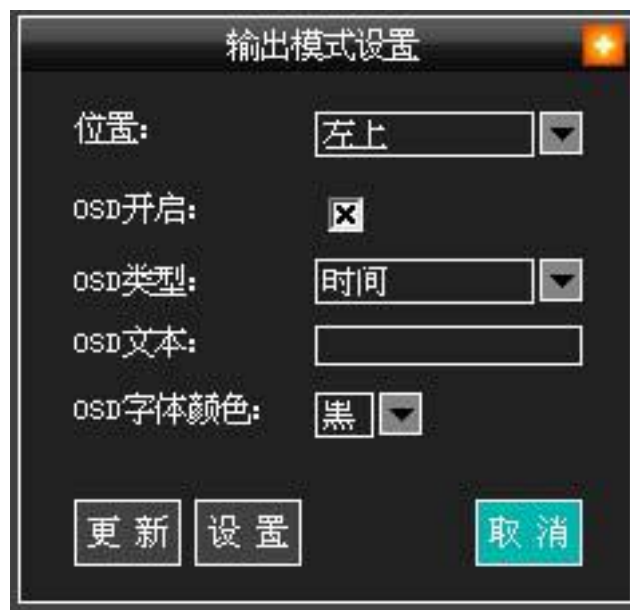 输出模式设置
位置: 左上
OSD开启:
OSD类型: 时间
OSD文本:
OSD字体颜色: 黑
更新 设置 取消